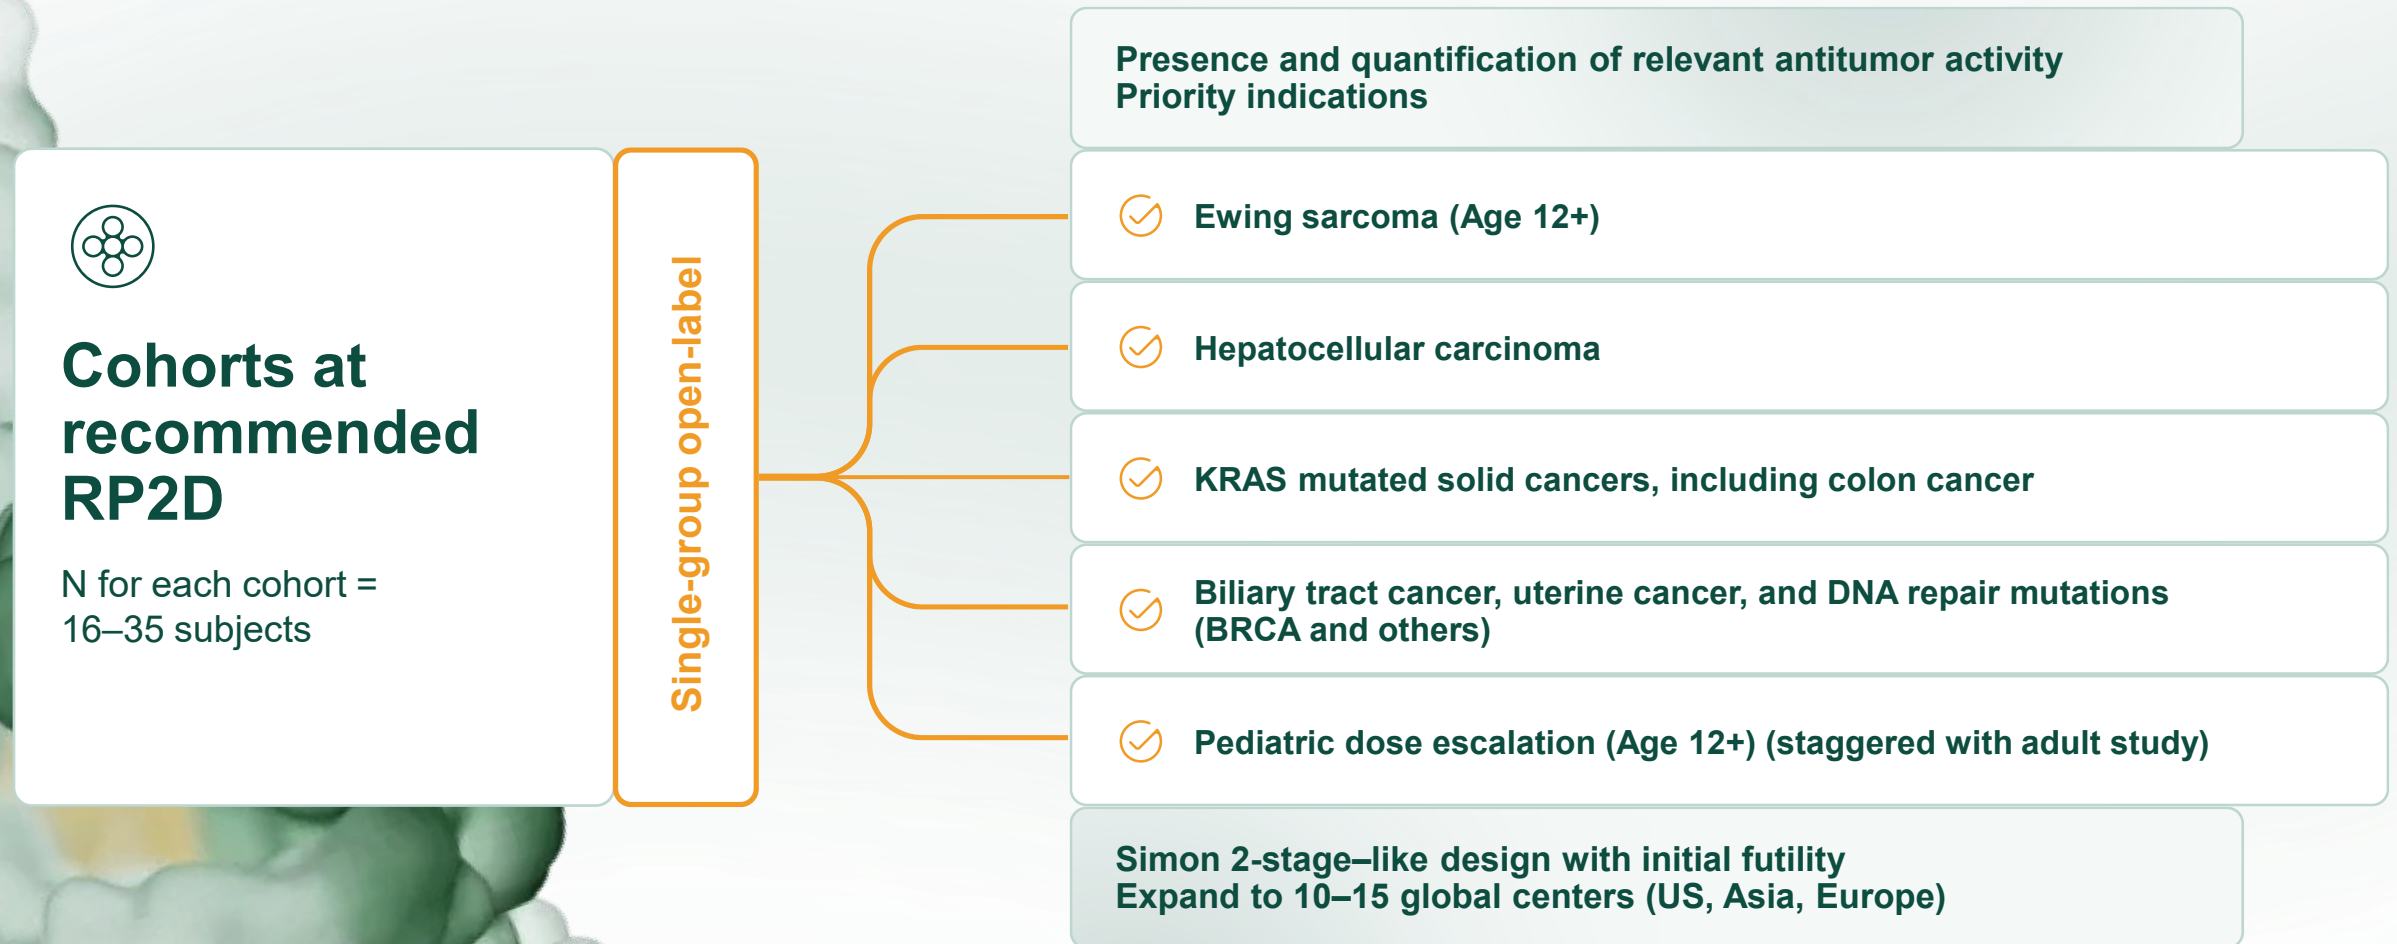 Cohorts at
recommended
RP2D
N for each cohort =
16–35 subjects
Single-group open-label
Presence and quantification of relevant antitumor activity
Priority indications
Ewing sarcoma (Age 12+)
Hepatocellular carcinoma
KRAS mutated solid cancers, including colon cancer
Biliary tract cancer, uterine cancer, and DNA repair mutations
(BRCA and others)
Pediatric dose escalation (Age 12+) (staggered with adult study)
Simon 2-stage–like design with initial futility
Expand to 10–15 global centers (US, Asia, Europe)